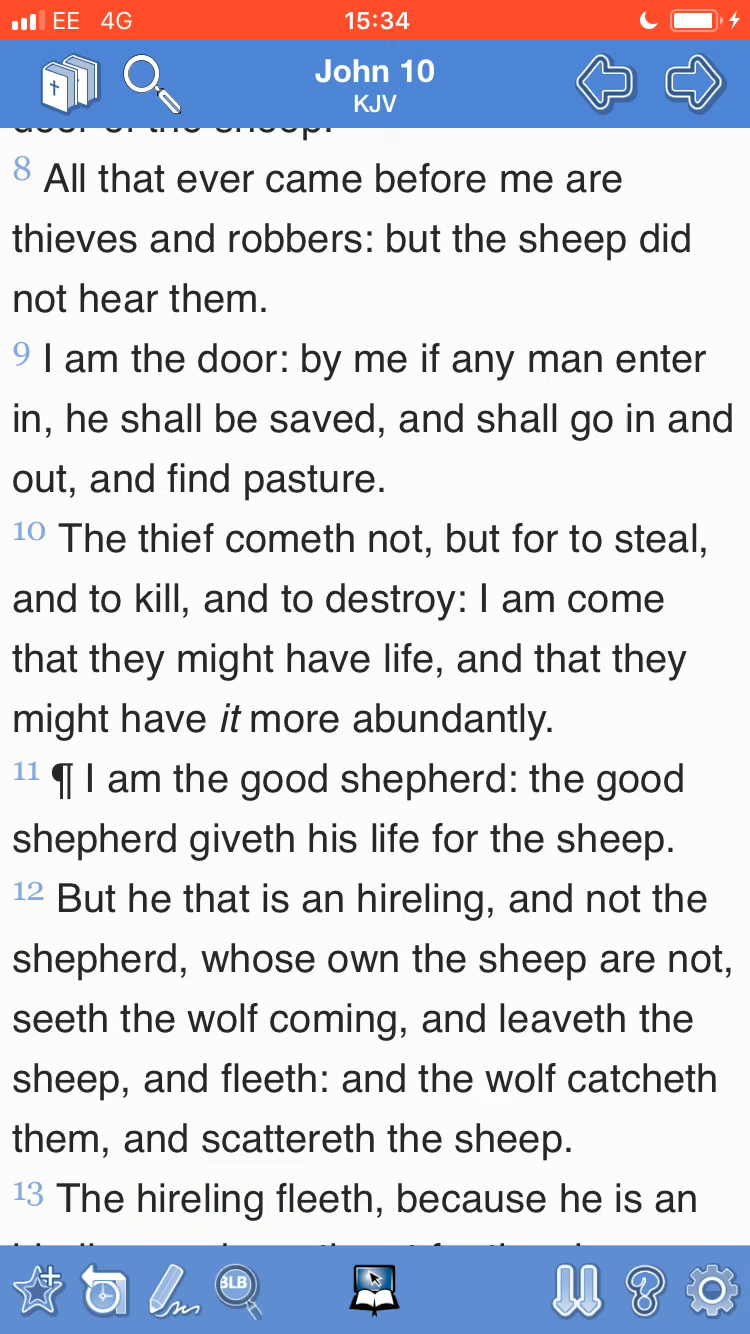 EE 4G 15:34
John 10
KJV
door of the sheep.
8 All that ever came before me are
thieves and robbers: but the sheep did
not hear them.
9 I am the door: by me if any man enter
in, he shall be saved, and shall go in and
out, and find pasture.
10 The thief cometh not, but for to steal,
and to kill, and to destroy: I am come
that they might have life, and that they
might have it more abundantly.
11 ¶ I am the good shepherd: the good
shepherd giveth his life for the sheep.
12 But he that is an hireling, and not the
shepherd, whose own the sheep are not,
seeth the wolf coming, and leaveth the
sheep, and fleeth: and the wolf catcheth
them, and scattereth the sheep.
13 The hireling fleeth, because he is an
BLB